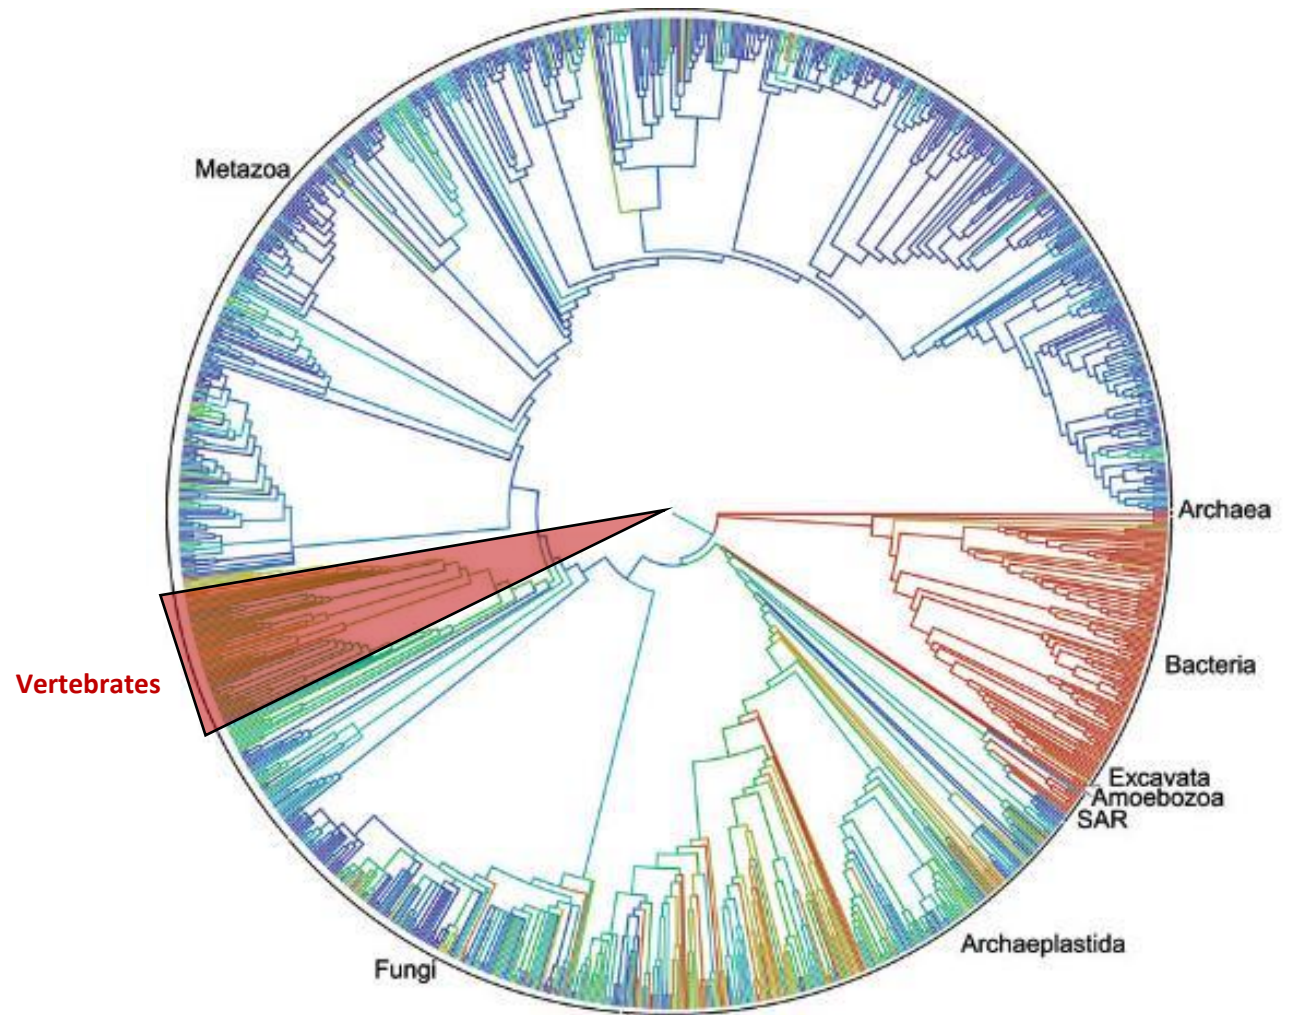 Metazoa
Archaea
Bacteria
Vertebrates
Excavata
Amoebozoa
SAR
Archaeplastida
Fungi